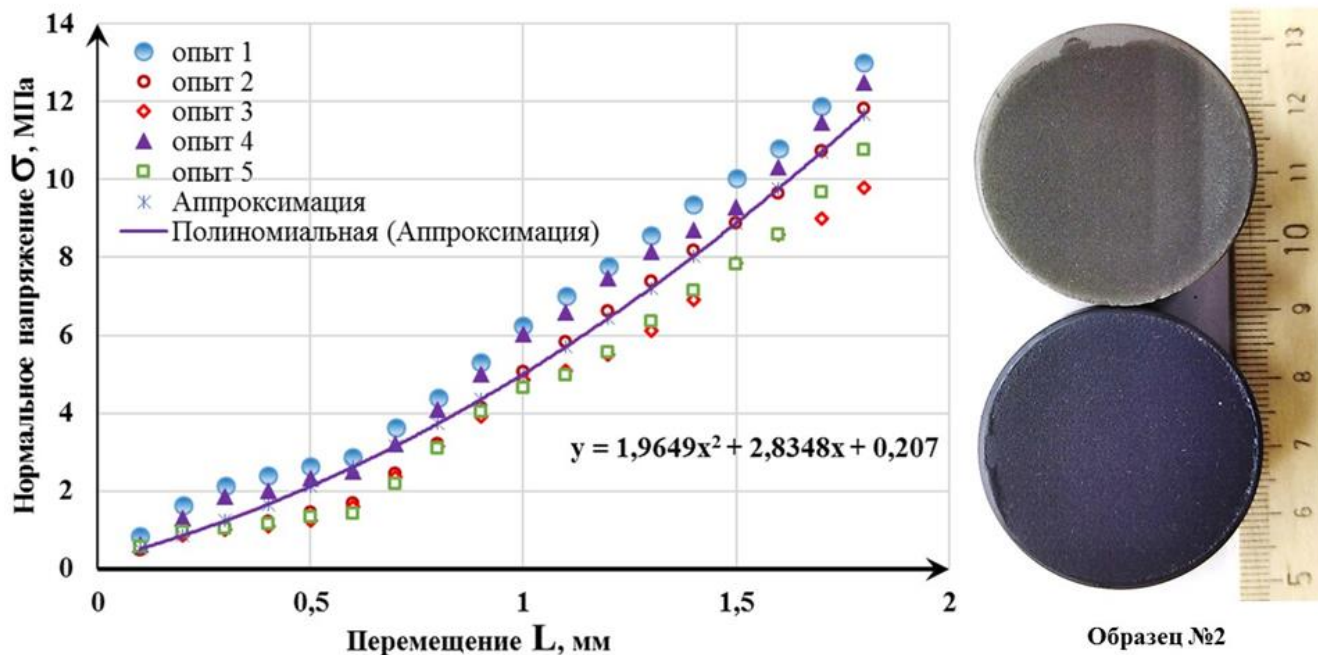 14
12
10
8
6
4
2
0
Нормальное напряжение σ, МПа
опыт 1
опыт 2
опыт 3
опыт 4
опыт 5
Аппроксимация
Полиномиальная (Аппроксимация)
y = 1,9649x² + 2,8348x + 0,207
0 0,5 1 1,5 2
Перемещение L, мм
13
12
11
10
9
8
7
6
5
Образец №2